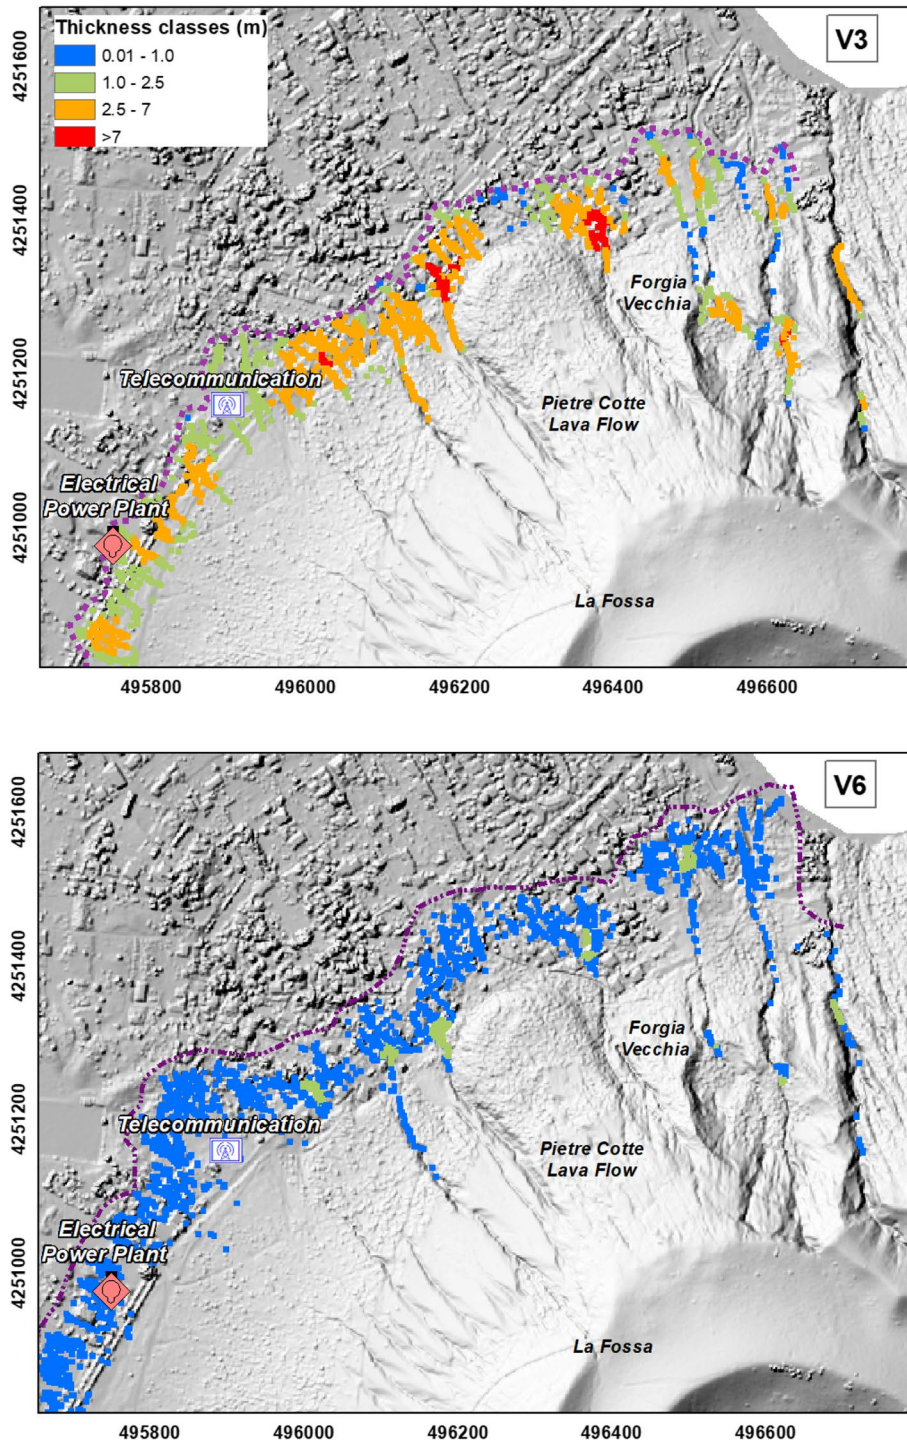 Thickness classes (m)
0.01 - 1.0
1.0 - 2.5
2.5 - 7
>7
V3
4251600
4251400
4251200
4251000
Forgia
Vecchia
Telecommunication
Pietre Cotte
Lava Flow
Electrical
Power Plant
La Fossa
495800
496000
496200
496400
496600
V6
4251600
4251400
4251200
4251000
Forgia
Vecchia
Telecommunication
Pietre Cotte
Lava Flow
Electrical
Power Plant
La Fossa
495800
496000
496200
496400
496600